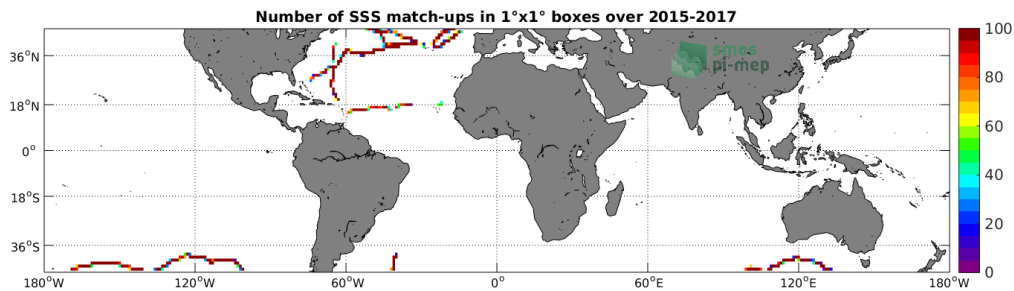 Number of SSS match-ups in 1°x1° boxes over 2015-2017
smos
pi-mep
36°N
18°N
0°
18°S
36°S
180°W
120°W
60°W
0°
60°E
120°E
180°W
100
80
60
40
20
0